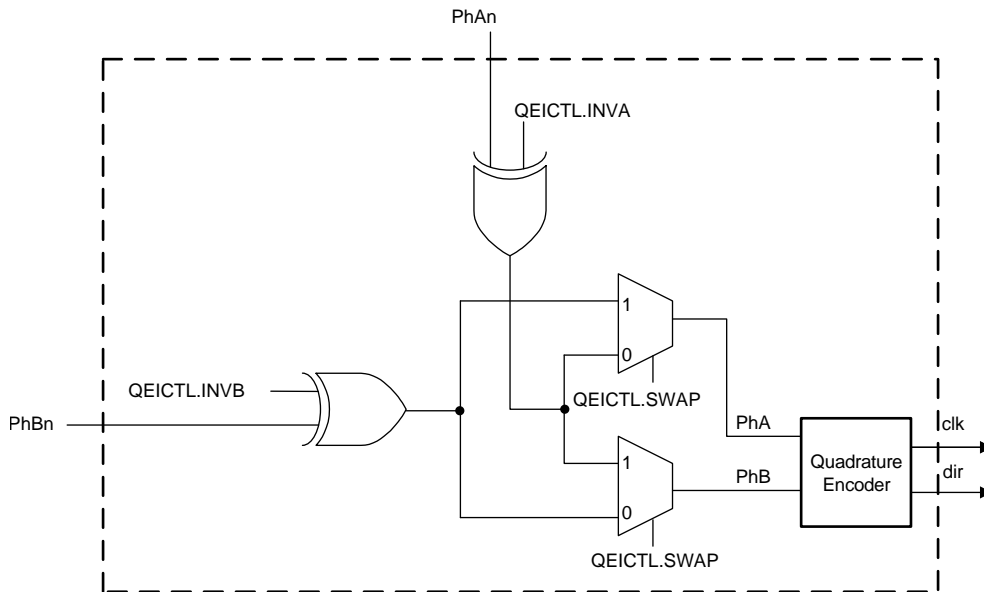 PhAn
QEICTL.INVA
1
0
QEICTL.INVB
QEICTL.SWAP
PhBn
PhA
clk
Quadrature
Encoder
1
PhB
dir
0
QEICTL.SWAP